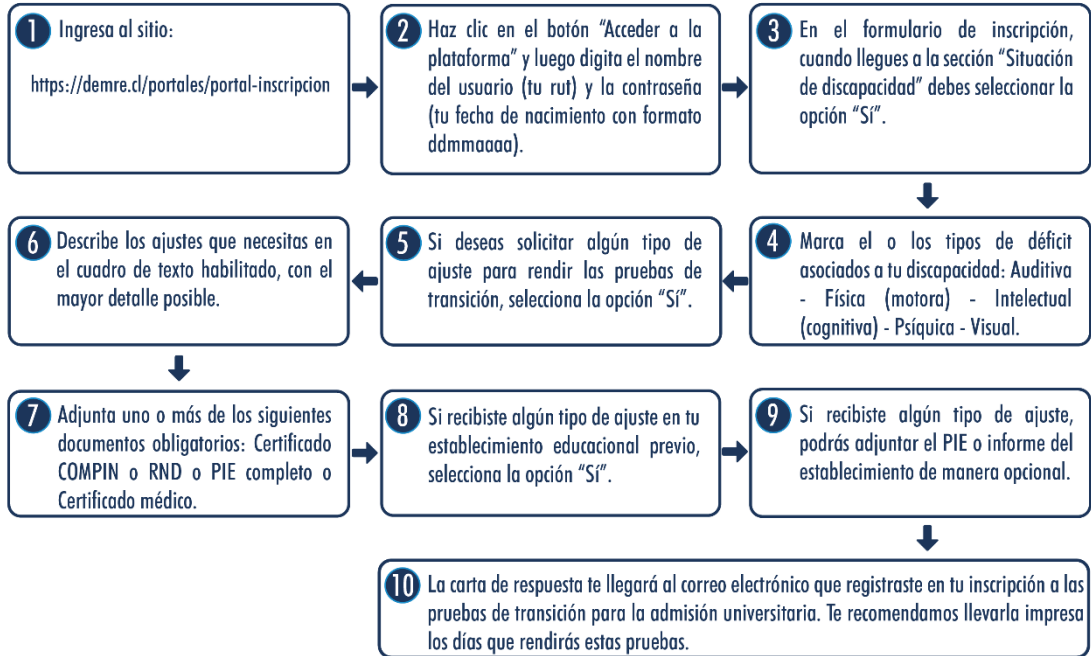 1 Ingresa al sitio:
https://demre.cl/portales/portal-inscripcion
2 Haz clic en el botón “Acceder a la
plataforma” y luego digita el nombre
del usuario (tu rut) y la contraseña
(tu fecha de nacimiento con formato
ddmmaaaa).
3 En el formulario de inscripción,
cuando llegues a la sección “Situación
de discapacidad” debes seleccionar la
opción “Sí”.
4 Marca el o los tipos de déficit
asociados a tu discapacidad: Auditiva
- Física (motora) - Intelectual
(cognitiva) - Psíquica - Visual.
5 Si deseas solicitar algún tipo de
ajuste para rendir las pruebas de
transición, selecciona la opción “Sí”.
6 Describe los ajustes que necesitas en
el cuadro de texto habilitado, con el
mayor detalle posible.
7 Adjunta uno o más de los siguientes
documentos obligatorios: Certificado
COMPIN o RND o PIE completo o
Certificado médico.
8 Si recibiste algún tipo de ajuste en tu
establecimiento educacional previo,
selecciona la opción “Sí”.
9 Si recibiste algún tipo de ajuste,
podrás adjuntar el PIE o informe del
establecimiento de manera opcional.
10 La carta de respuesta te llegará al correo electrónico que registraste en tu inscripción a las
pruebas de transición para la admisión universitaria. Te recomendamos llevarla impresa
los días que rendirás estas pruebas.